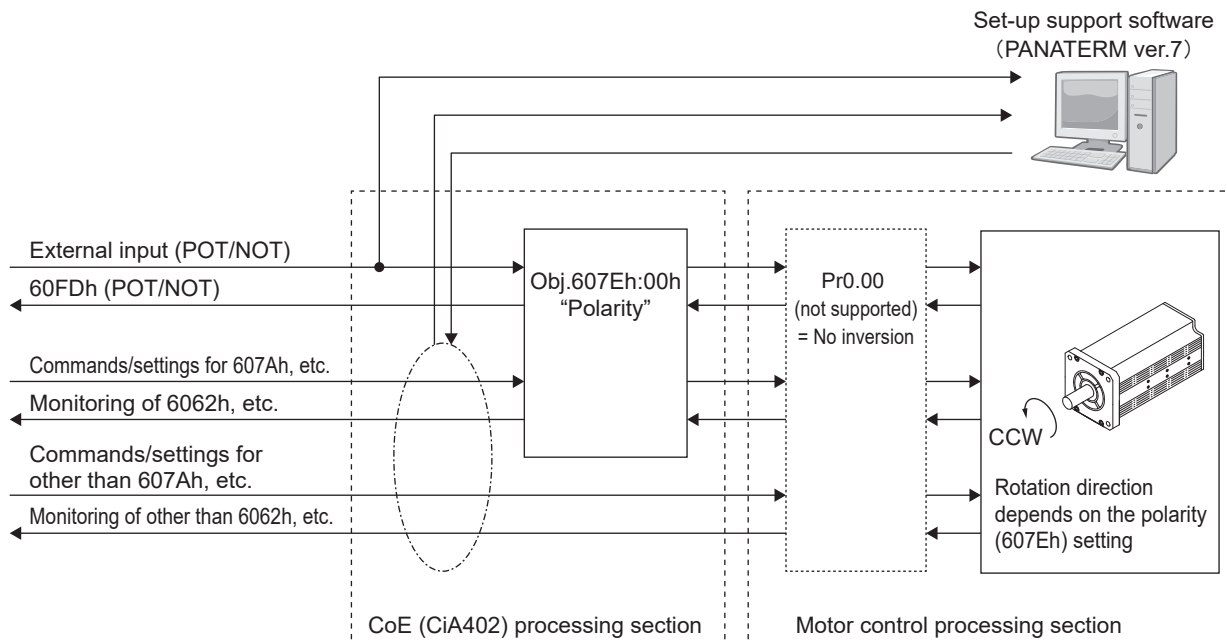 Set-up support software
（PANATERM ver.7）
External input (POT/NOT)
60FDh (POT/NOT)
Commands/settings for 607Ah, etc.
Monitoring of 6062h, etc.
Commands/settings for
other than 607Ah, etc.
Monitoring of other than 6062h, etc.
Obj.607Eh:00h
“Polarity”
Pr0.00
(not supported)
= No inversion
CCW
Rotation direction
depends on the polarity
(607Eh) setting
CoE (CiA402) processing section
Motor control processing section